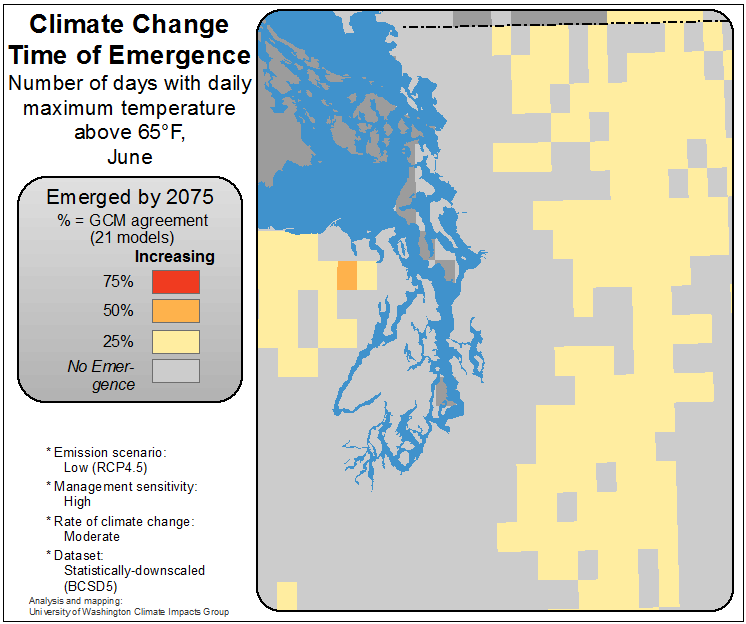 Climate Change
Time of Emergence
Number of days with daily
maximum temperature
above 65°F,
June
Emerged by 2075
% = GCM agreement
(21 models)
Increasing
75%
50%
25%
No Emer-
gence
* Emission scenario:
Low (RCP4.5)
* Management sensitivity:
High
* Rate of climate change:
Moderate
* Dataset:
Statistically-downscaled
(BCSD5)
Analysis and mapping:
University of Washington Climate Impacts Group